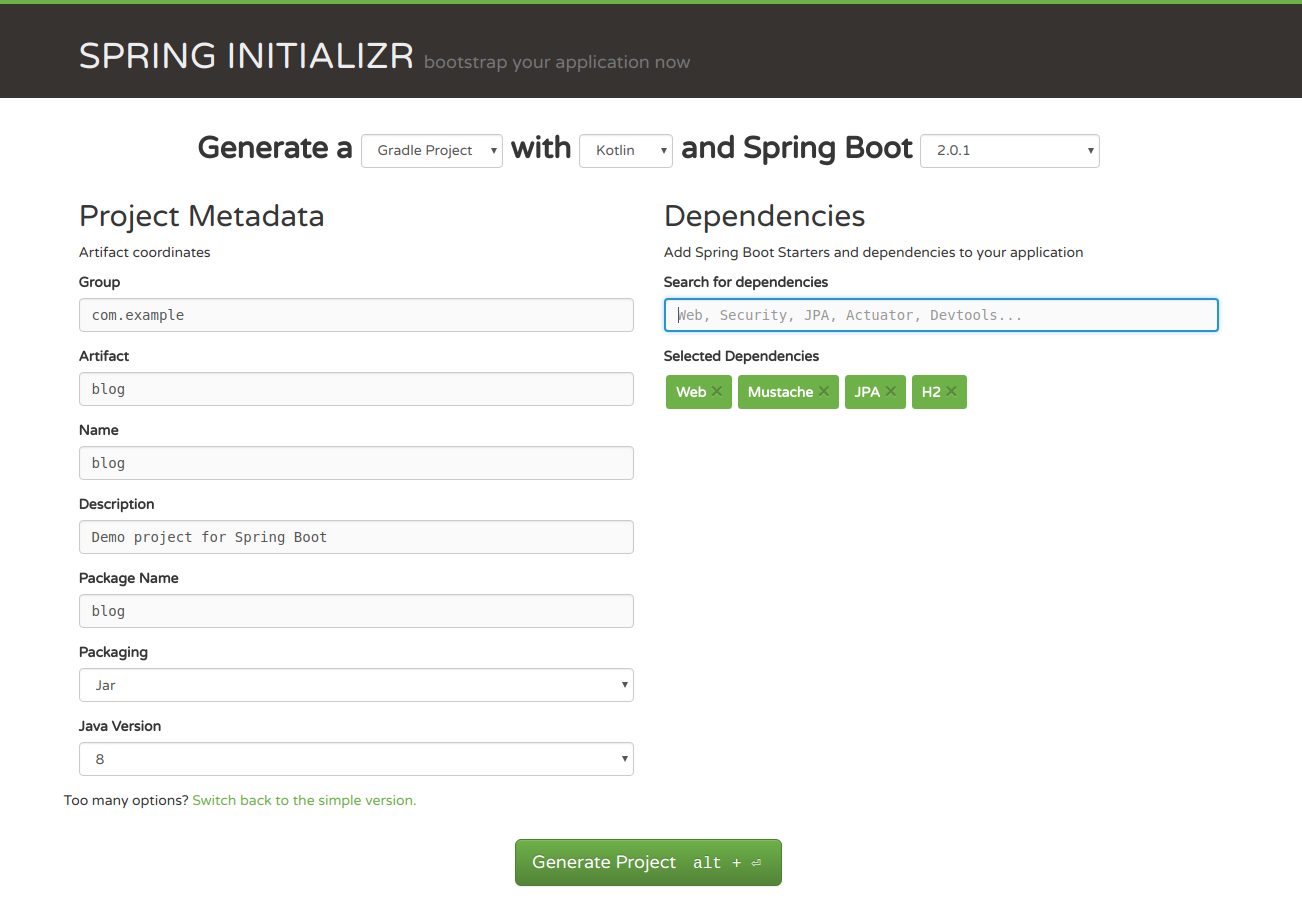 SPRING INITIALIZR bootstrap your application now
Generate a Gradle Project with Kotlin and Spring Boot 2.0.1
Project Metadata
Artifact coordinates
Group
com.example
Artifact
blog
Name
blog
Description
Demo project for Spring Boot
Package Name
blog
Packaging
Jar
Java Version
8
Dependencies
Add Spring Boot Starters and dependencies to your application
Search for dependencies
Web, Security, JPA, Actuator, Devtools...
Selected Dependencies
Web ✕ Mustache ✕ JPA ✕ H2 ✕
Too many options? Switch back to the simple version.
Generate Project alt + ⏎